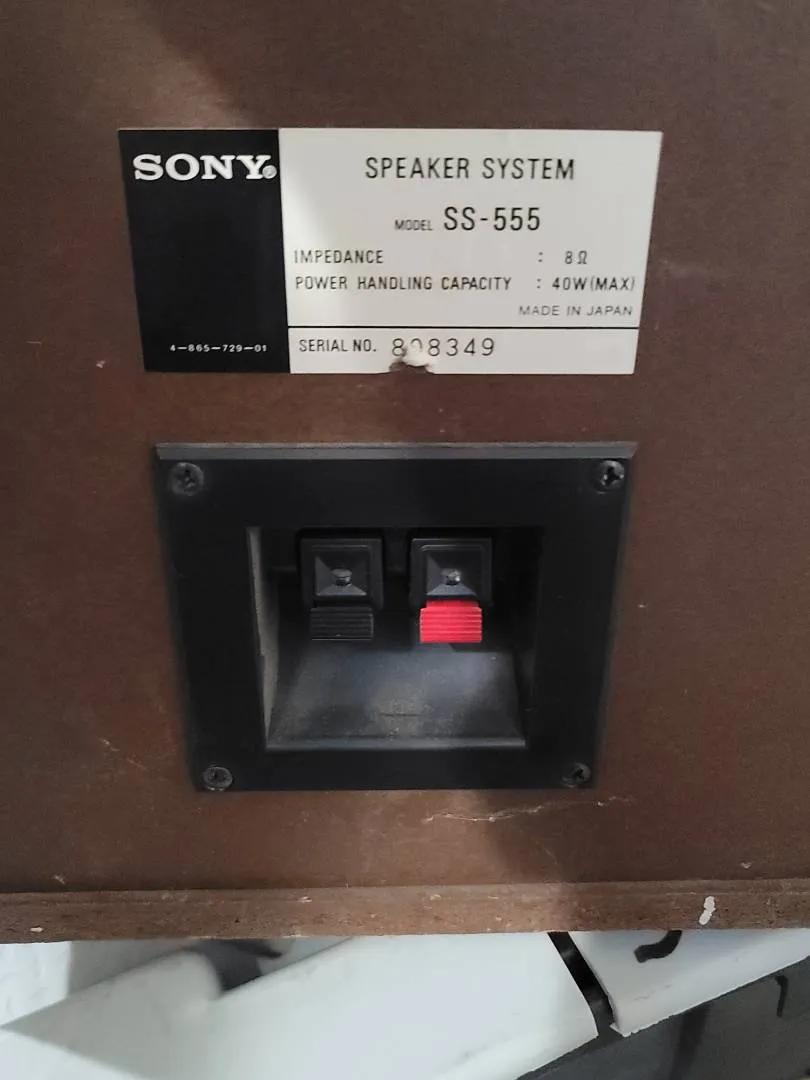 SONY®
SPEAKER SYSTEM
MODEL SS-555
IMPEDANCE : 8Ω
POWER HANDLING CAPACITY : 40W(MAX)
MADE IN JAPAN
4-865-729-01
SERIAL NO.